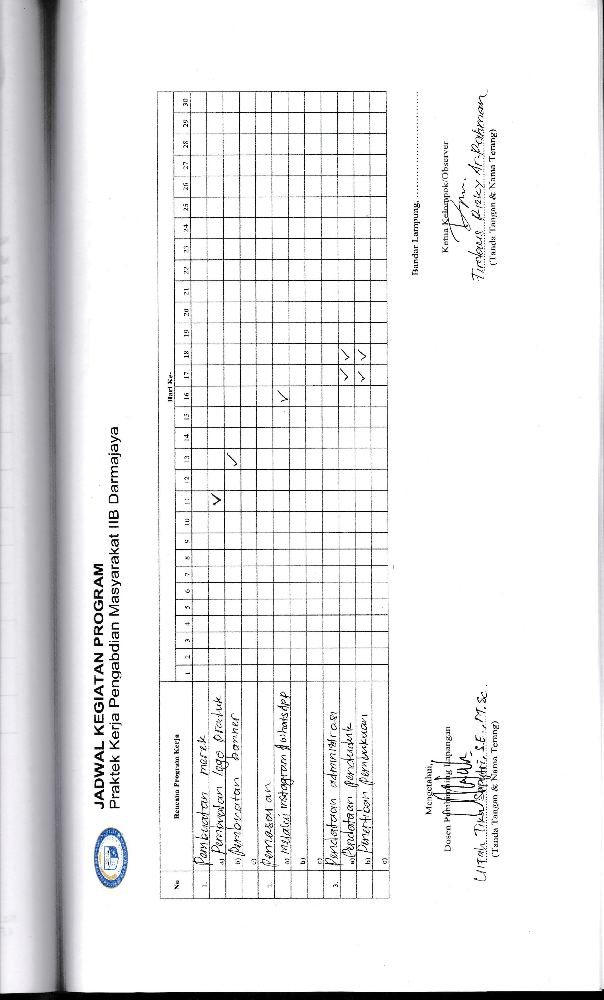 JADWAL KEGIATAN PROGRAM
Praktek Kerja Pengabdian Masyarakat IIB Darmajaya
No Rencana Program Kerja Hari Ke-
1 2 3 4 5 6 7 8 9 10 11 12 13 14 15 16 17 18 19 20 21 22 23 24 25 26 27 28 29 30
1. Pembuatan merek
a) Pembuatan logo produk ✓
b) Pembuatan banner ✓
c)
2. Pemasaran
a) melalui instagram / whatsApp ✓
b)
c)
3. Pendataan administrasi
a) Pendataan penduduk ✓ ✓
b) Penertiban pembukuan ✓ ✓
c)
Bandar Lampung, ........................................
Mengetahui,
Dosen Pembimbing Lapangan Ketua Kelompok/Observer
Tika Saputri, S.E., M.Sc. Firdaus Rizky Ar-Rahman
(Tanda Tangan & Nama Terang) (Tanda Tangan & Nama Terang)